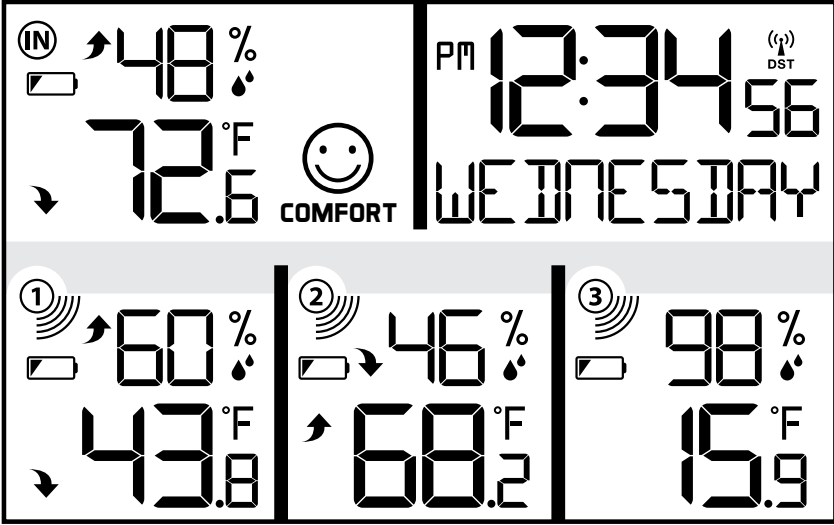 IN 48 %
72.6 °F
COMFORT
PM 12:34 56
DST
WEDNESDAY
1 60 %
43.8 °F
2 46 %
68.2 °F
3 98 %
15.9 °F